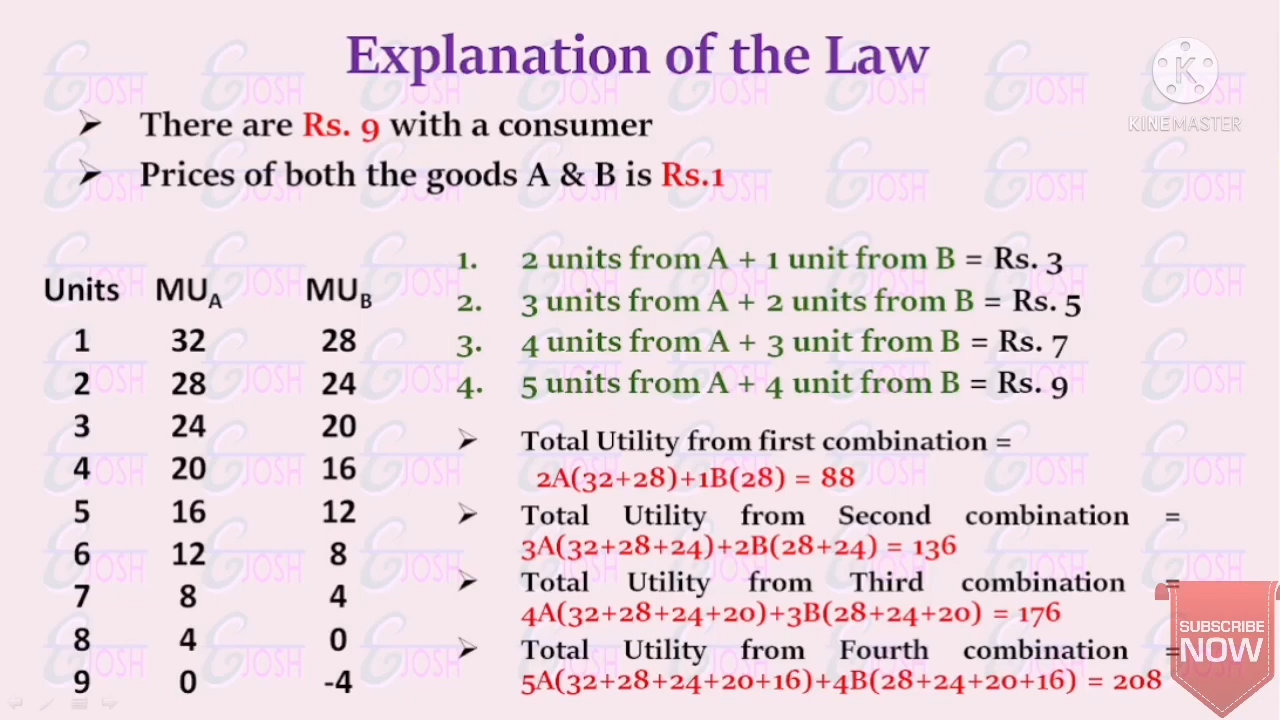 Explanation of the Law
There are Rs. 9 with a consumer
Prices of both the goods A & B is Rs.1
K
KINEMASTER
Units MUA MUB
1 32 28
2 28 24
3 24 20
4 20 16
5 16 12
6 12 8
7 8 4
8 4 0
9 0 -4
1. 2 units from A + 1 unit from B = Rs. 3
2. 3 units from A + 2 units from B = Rs. 5
3. 4 units from A + 3 unit from B = Rs. 7
4. 5 units from A + 4 unit from B = Rs. 9
Total Utility from first combination =
2A(32+28)+1B(28) = 88
Total Utility from Second combination =
3A(32+28+24)+2B(28+24) = 136
Total Utility from Third combination =
4A(32+28+24+20)+3B(28+24+20) = 176
Total Utility from Fourth combination =
5A(32+28+24+20+16)+4B(28+24+20+16) = 208
SUBSCRIBE
NOW